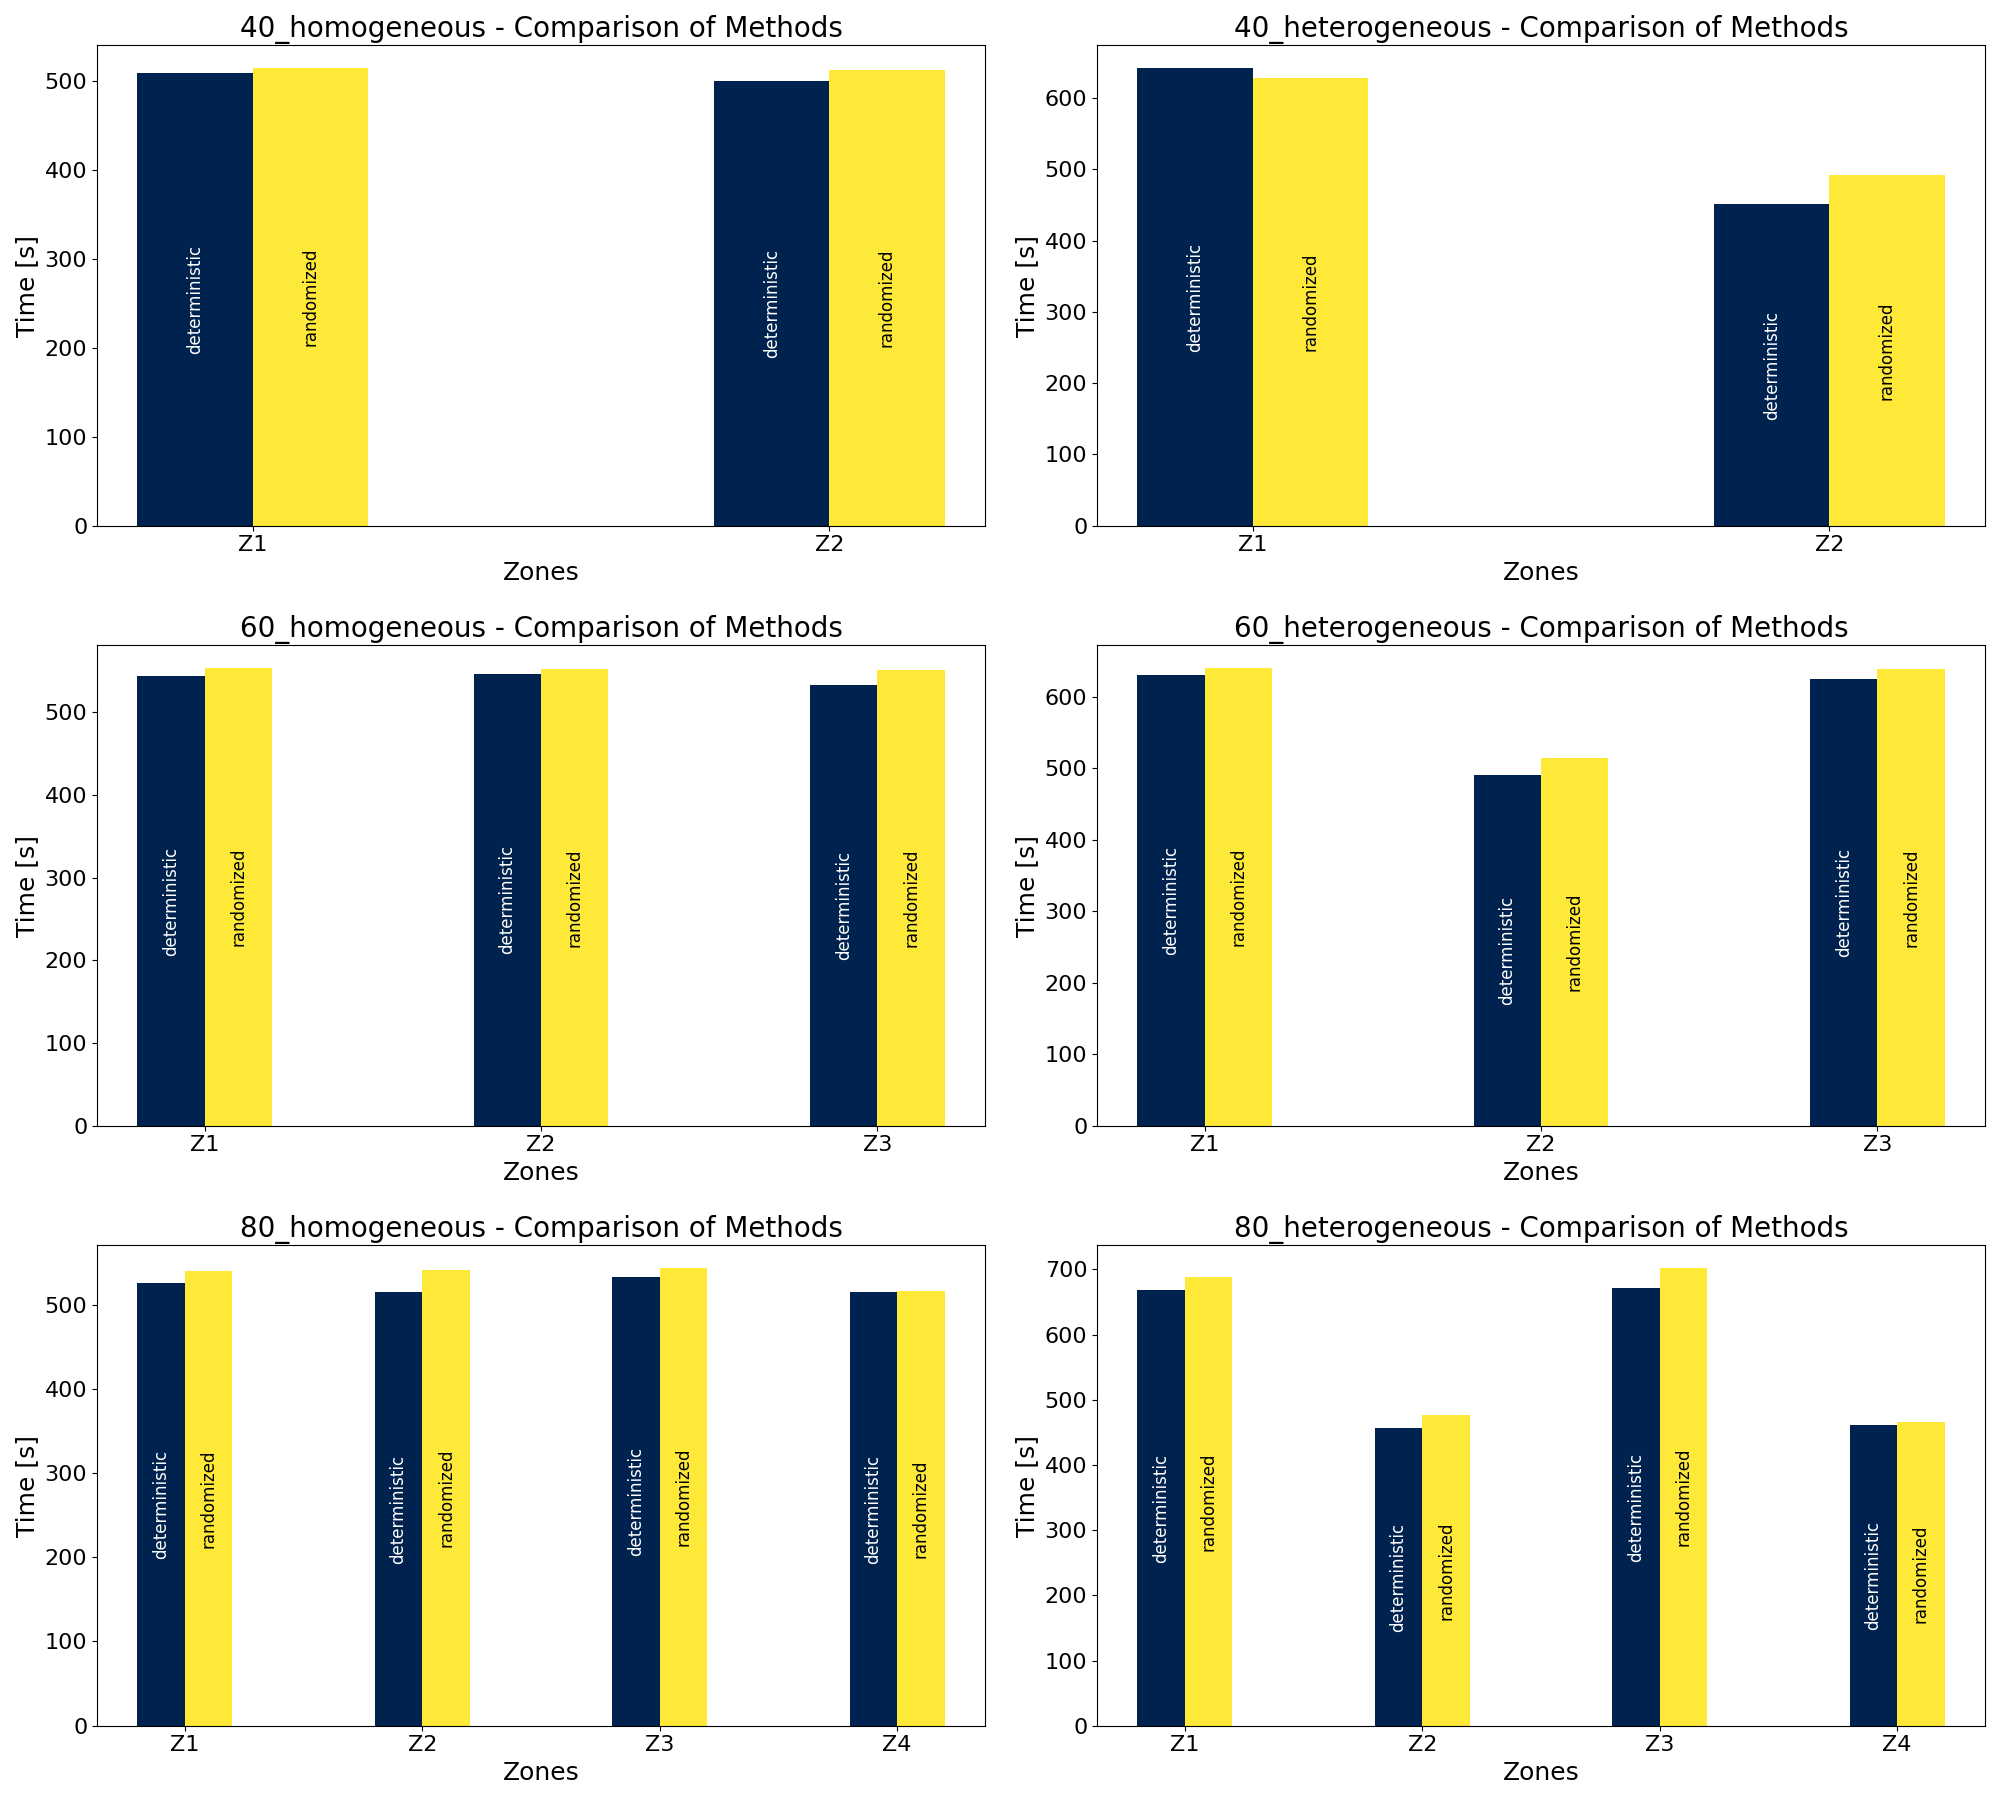 40_homogeneous - Comparison of Methods
Time [s]
500
400
300
200
100
0
deterministic
randomized
deterministic
randomized
Z1
Z2
Zones
40_heterogeneous - Comparison of Methods
Time [s]
600
500
400
300
200
100
0
deterministic
randomized
deterministic
randomized
Z1
Z2
Zones
60_homogeneous - Comparison of Methods
Time [s]
500
400
300
200
100
0
deterministic
randomized
deterministic
randomized
deterministic
randomized
Z1
Z2
Z3
Zones
60_heterogeneous - Comparison of Methods
Time [s]
600
500
400
300
200
100
0
deterministic
randomized
deterministic
randomized
deterministic
randomized
Z1
Z2
Z3
Zones
80_homogeneous - Comparison of Methods
Time [s]
500
400
300
200
100
0
deterministic
randomized
deterministic
randomized
deterministic
randomized
deterministic
randomized
Z1
Z2
Z3
Z4
Zones
80_heterogeneous - Comparison of Methods
Time [s]
700
600
500
400
300
200
100
0
deterministic
randomized
deterministic
randomized
deterministic
randomized
deterministic
randomized
Z1
Z2
Z3
Z4
Zones